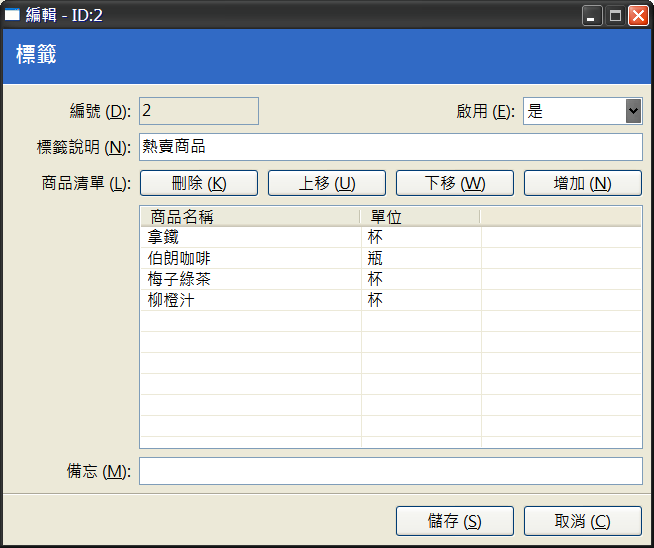 編輯 - ID:2
標籤
編號 (D): 2 啟用 (E): 是
標籤說明 (N): 熱賣商品
商品清單 (L): 刪除 (K) 上移 (U) 下移 (W) 增加 (N)
商品名稱 單位
拿鐵 杯
伯朗咖啡 瓶
梅子綠茶 杯
柳橙汁 杯
備忘 (M):
儲存 (S) 取消 (C)